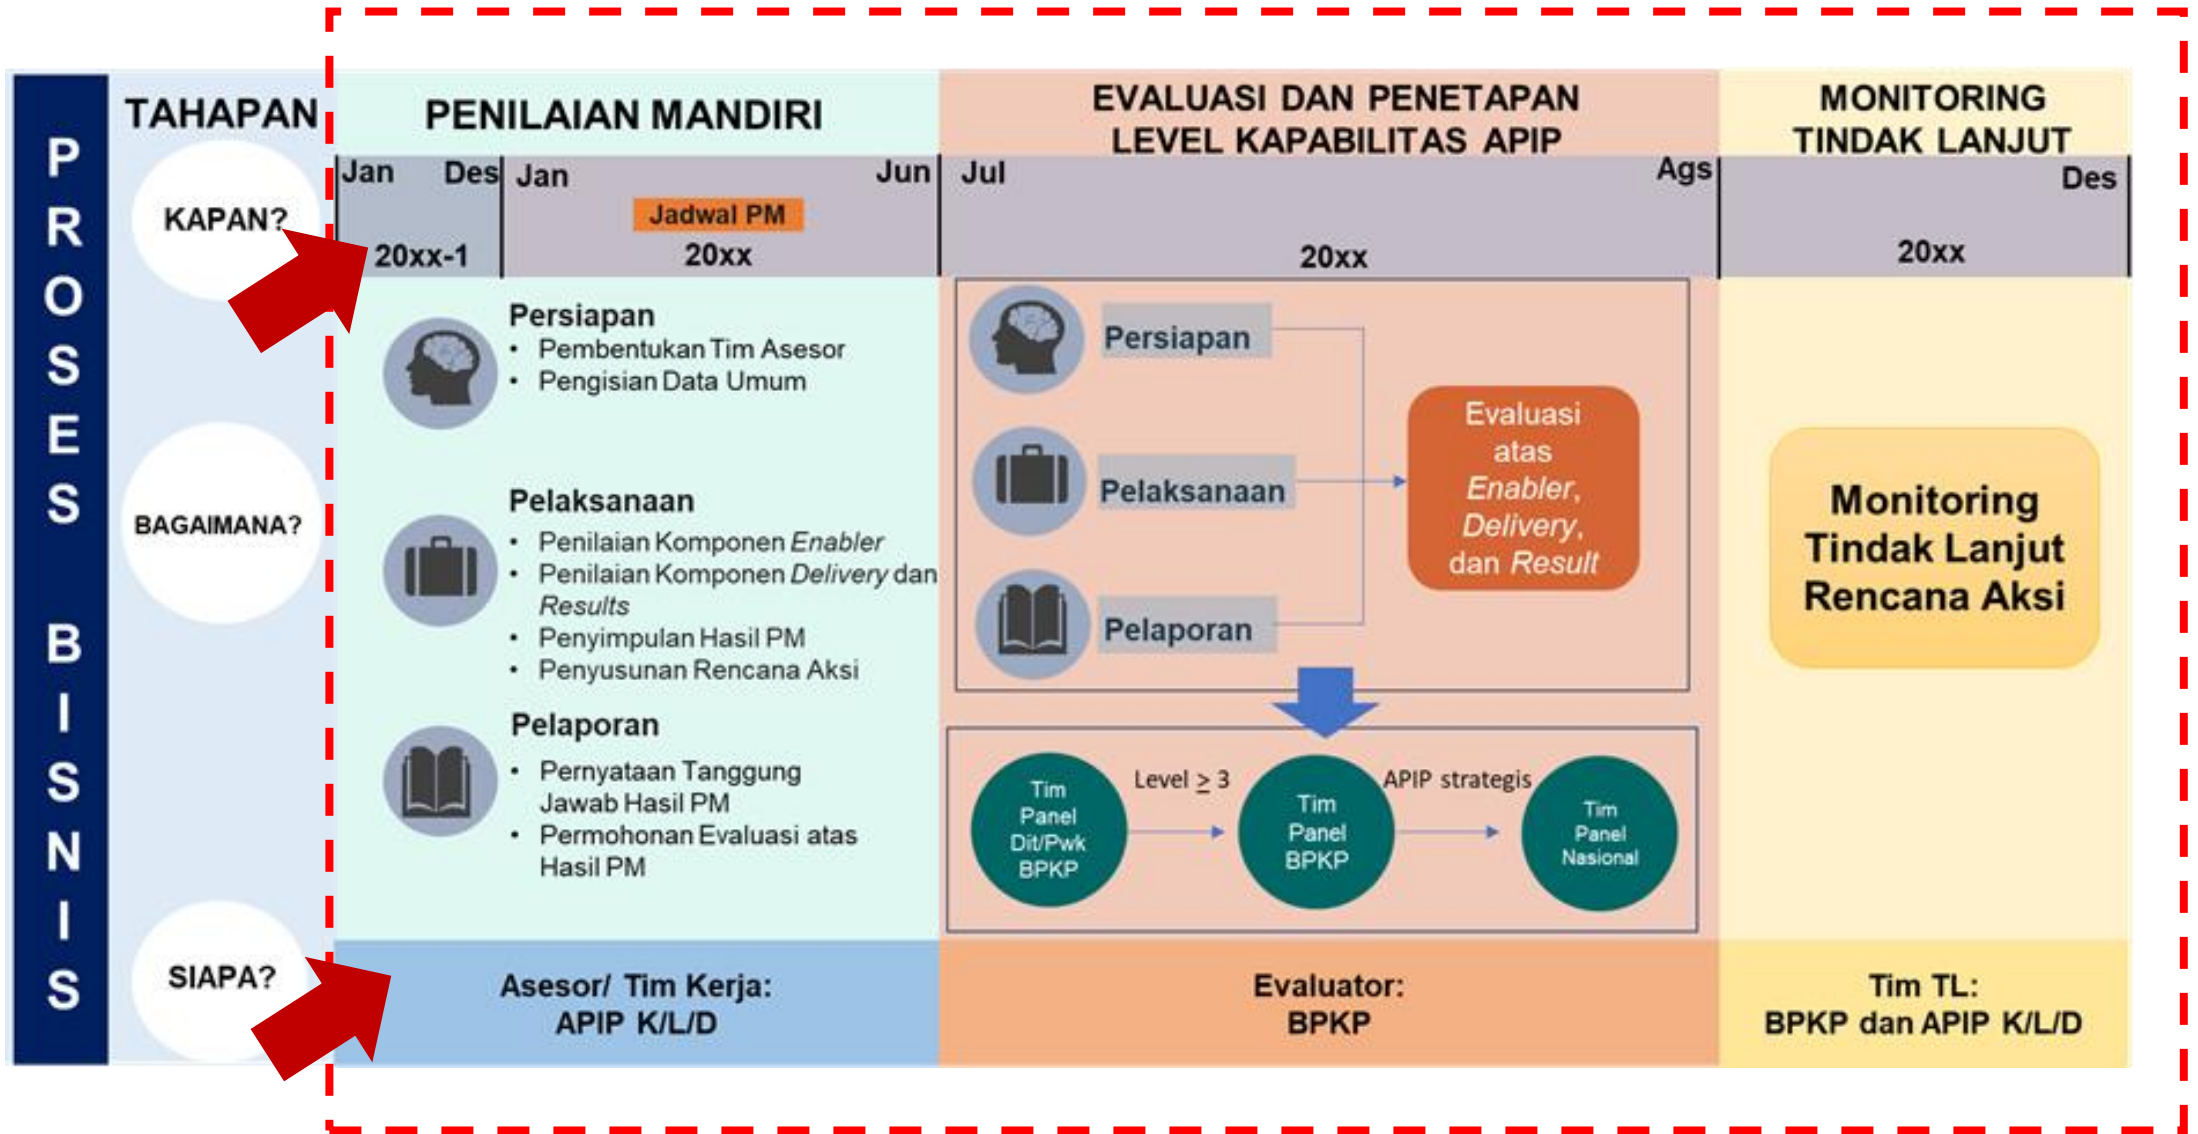 PROSES BISNIS
TAHAPAN
KAPAN?
BAGAIMANA?
SIAPA?
PENILAIAN MANDIRI
Jan Des
20xx-1
Jan Jun
Jadwal PM
20xx
Persiapan
• Pembentukan Tim Asesor
• Pengisian Data Umum
Pelaksanaan
• Penilaian Komponen Enabler
• Penilaian Komponen Delivery dan
Results
• Penyimpulan Hasil PM
• Penyusunan Rencana Aksi
Pelaporan
• Pernyataan Tanggung
Jawab Hasil PM
• Permohonan Evaluasi atas
Hasil PM
Asesor/ Tim Kerja:
APIP K/L/D
EVALUASI DAN PENETAPAN
LEVEL KAPABILITAS APIP
Jul Ags
20xx
Persiapan
Pelaksanaan
Pelaporan
Evaluasi
atas
Enabler,
Delivery,
dan Result
Tim
Panel
Dit/Pwk
BPKP
Level ≥ 3
Tim
Panel
BPKP
APIP strategis
Tim
Panel
Nasional
Evaluator:
BPKP
MONITORING
TINDAK LANJUT
Des
20xx
Monitoring
Tindak Lanjut
Rencana Aksi
Tim TL:
BPKP dan APIP K/L/D